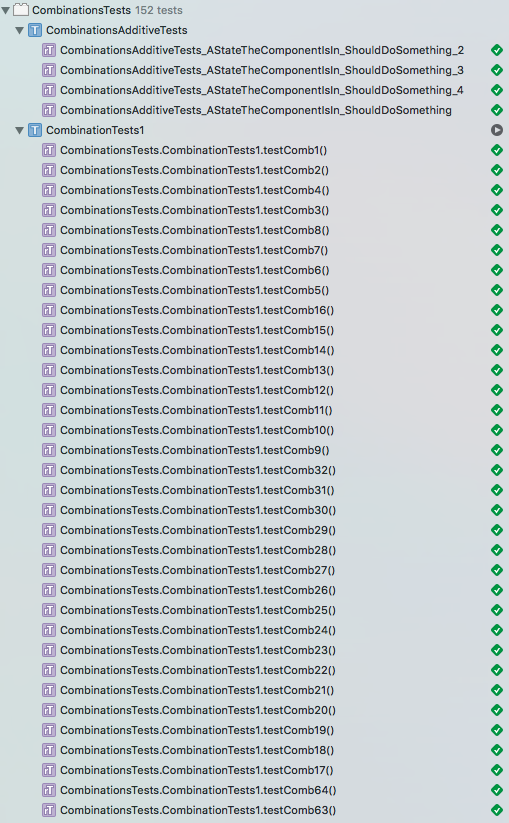 CombinationsTests 152 tests
CombinationsAdditiveTests
CombinationsAdditiveTests_AStateTheComponentIsIn_ShouldDoSomething_2
CombinationsAdditiveTests_AStateTheComponentIsIn_ShouldDoSomething_3
CombinationsAdditiveTests_AStateTheComponentIsIn_ShouldDoSomething_4
CombinationsAdditiveTests_AStateTheComponentIsIn_ShouldDoSomething
CombinationTests1
CombinationsTests.CombinationTests1.testComb1()
CombinationsTests.CombinationTests1.testComb2()
CombinationsTests.CombinationTests1.testComb4()
CombinationsTests.CombinationTests1.testComb3()
CombinationsTests.CombinationTests1.testComb8()
CombinationsTests.CombinationTests1.testComb7()
CombinationsTests.CombinationTests1.testComb6()
CombinationsTests.CombinationTests1.testComb5()
CombinationsTests.CombinationTests1.testComb16()
CombinationsTests.CombinationTests1.testComb15()
CombinationsTests.CombinationTests1.testComb14()
CombinationsTests.CombinationTests1.testComb13()
CombinationsTests.CombinationTests1.testComb12()
CombinationsTests.CombinationTests1.testComb11()
CombinationsTests.CombinationTests1.testComb10()
CombinationsTests.CombinationTests1.testComb9()
CombinationsTests.CombinationTests1.testComb32()
CombinationsTests.CombinationTests1.testComb31()
CombinationsTests.CombinationTests1.testComb30()
CombinationsTests.CombinationTests1.testComb29()
CombinationsTests.CombinationTests1.testComb28()
CombinationsTests.CombinationTests1.testComb27()
CombinationsTests.CombinationTests1.testComb26()
CombinationsTests.CombinationTests1.testComb25()
CombinationsTests.CombinationTests1.testComb24()
CombinationsTests.CombinationTests1.testComb23()
CombinationsTests.CombinationTests1.testComb22()
CombinationsTests.CombinationTests1.testComb21()
CombinationsTests.CombinationTests1.testComb20()
CombinationsTests.CombinationTests1.testComb19()
CombinationsTests.CombinationTests1.testComb18()
CombinationsTests.CombinationTests1.testComb17()
CombinationsTests.CombinationTests1.testComb64()
CombinationsTests.CombinationTests1.testComb63()